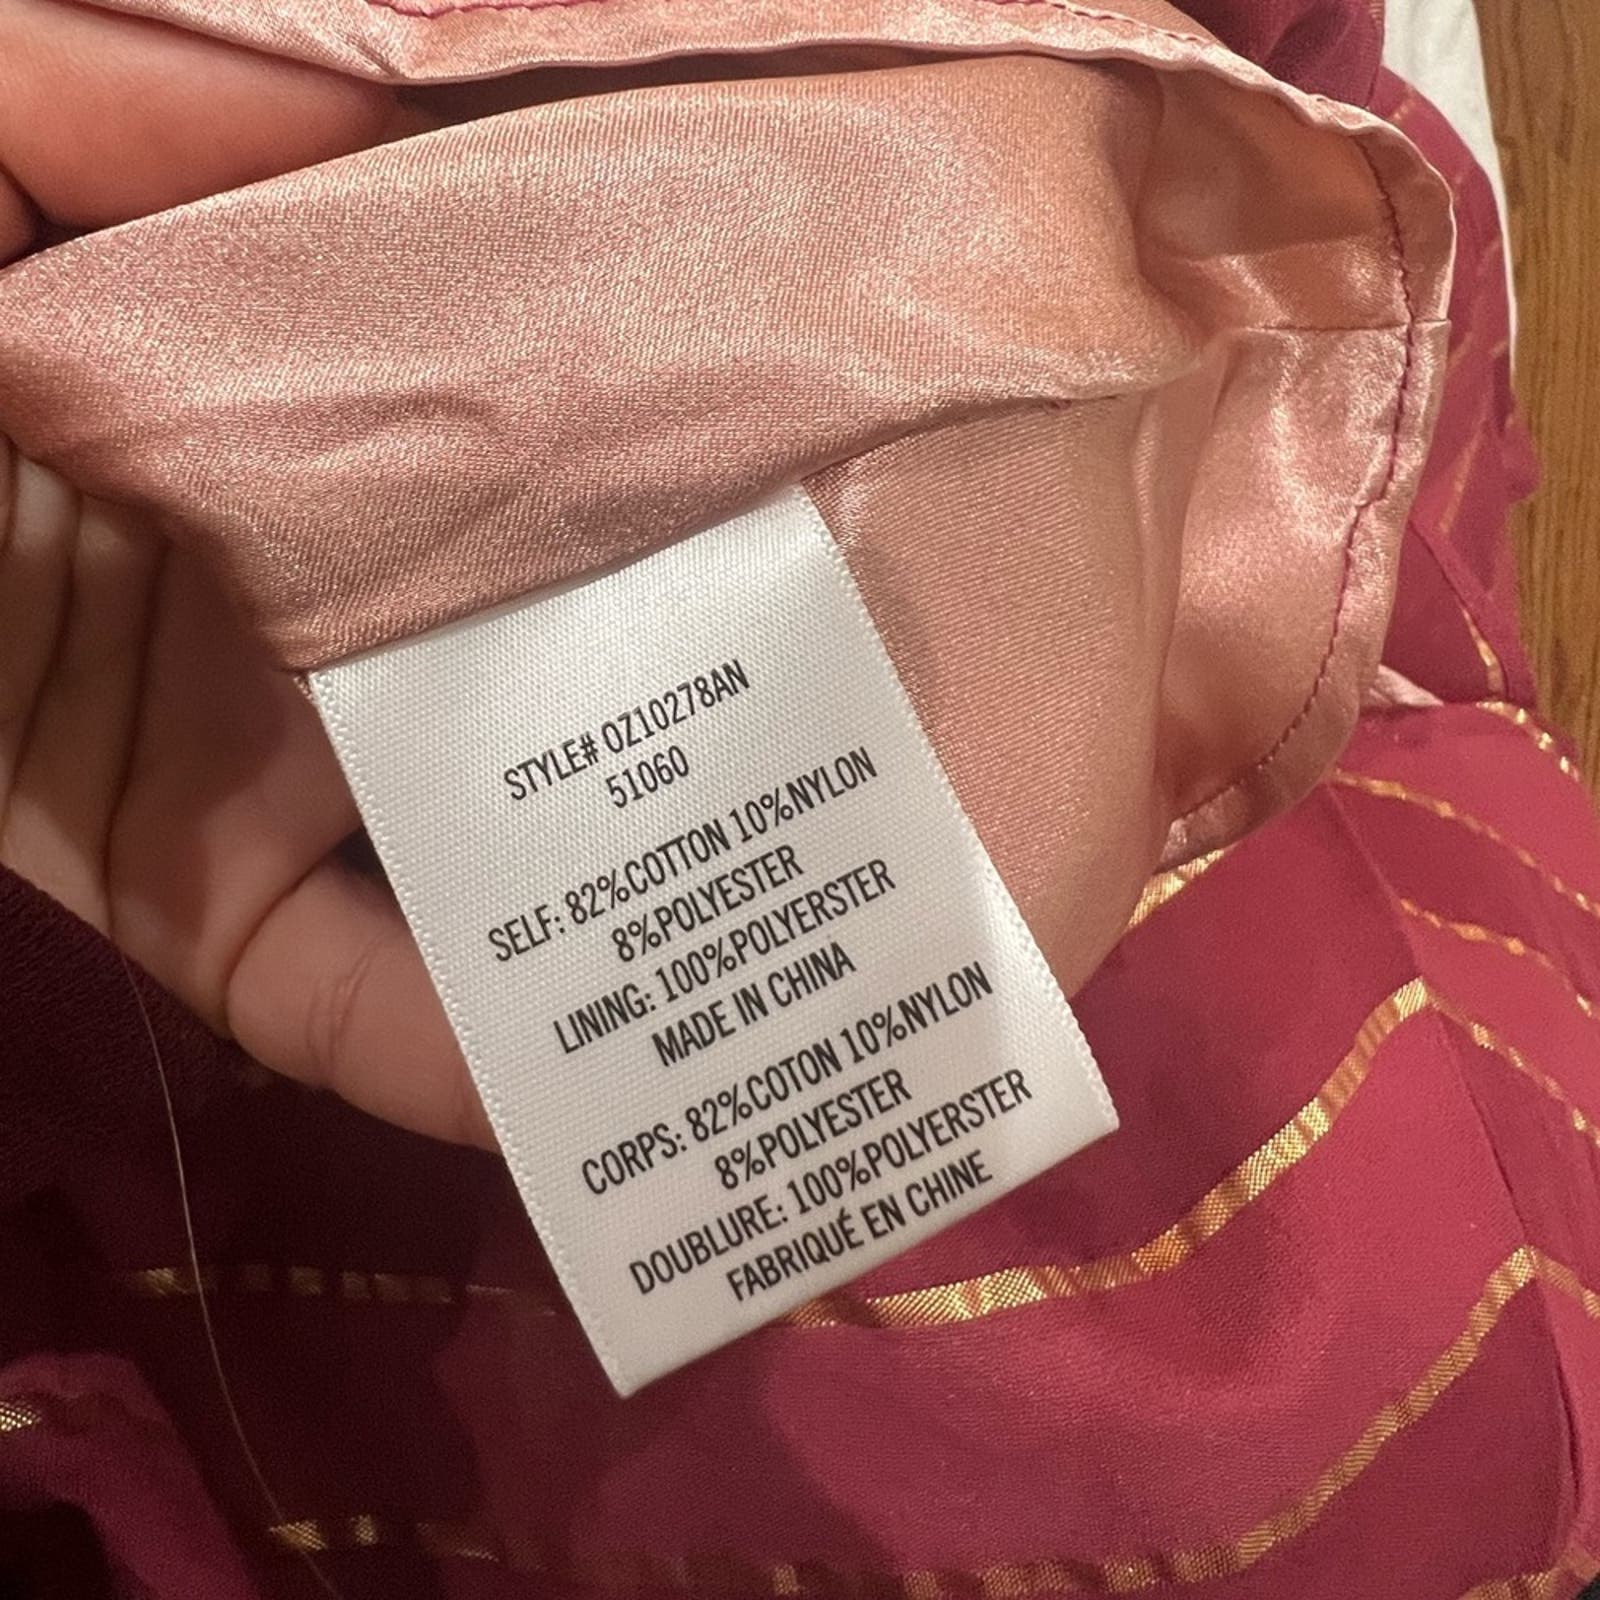 STYLE# OZ10278AN
51060
SELF: 82%COTTON 10%NYLON
8%POLYESTER
LINING: 100%POLYERSTER
MADE IN CHINA
CORPS: 82%COTON 10%NYLON
8%POLYESTER
DOUBLURE: 100%POLYERSTER
FABRIQUÉ EN CHINE